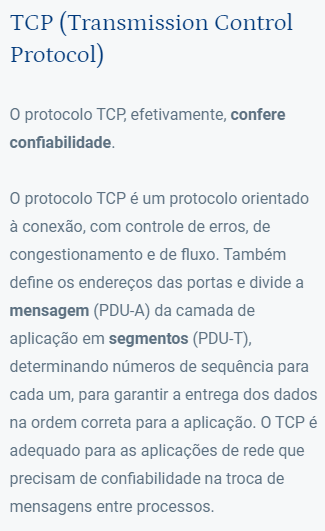 TCP (Transmission Control
Protocol)
O protocolo TCP, efetivamente, confere
confiabilidade.
O protocolo TCP é um protocolo orientado
à conexão, com controle de erros, de
congestionamento e de fluxo. Também
define os endereços das portas e divide a
mensagem (PDU-A) da camada de
aplicação em segmentos (PDU-T),
determinando números de sequência para
cada um, para garantir a entrega dos dados
na ordem correta para a aplicação. O TCP é
adequado para as aplicações de rede que
precisam de confiabilidade na troca de
mensagens entre processos.